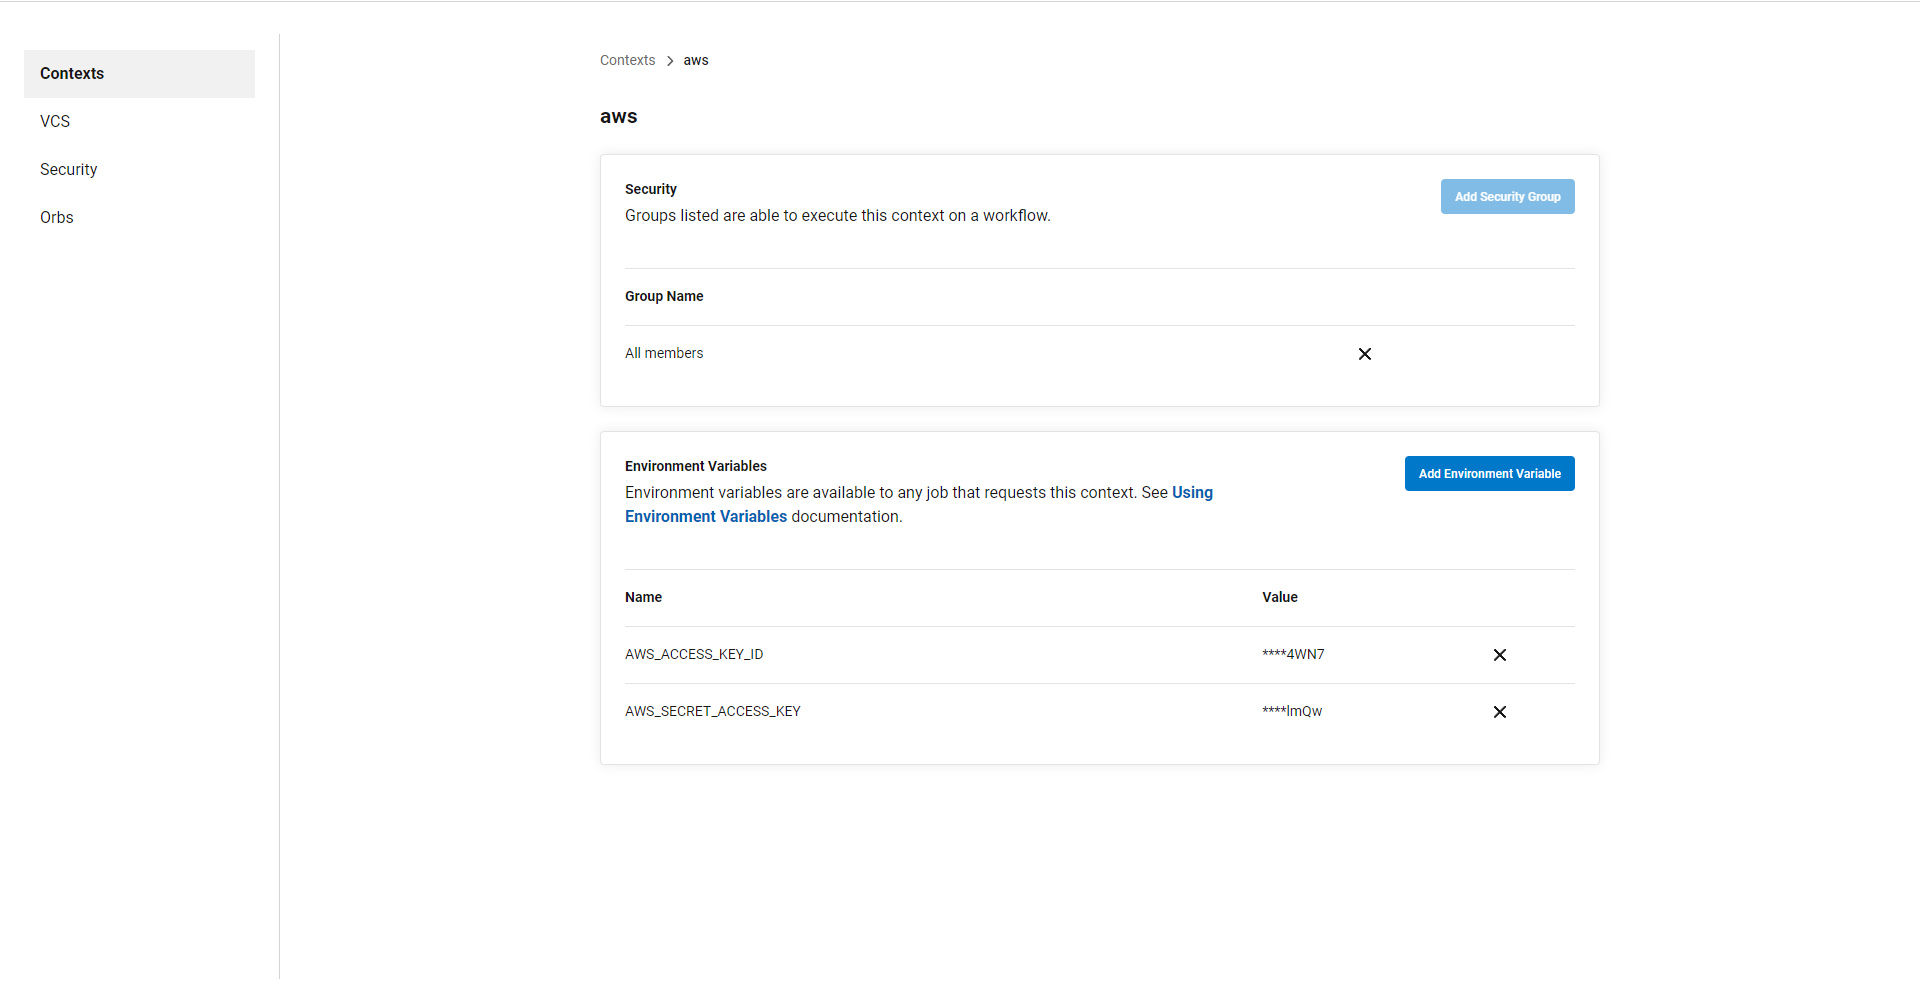 Contexts
VCS
Security
Orbs
Contexts > aws
aws
Security
Add Security Group
Groups listed are able to execute this context on a workflow.
Group Name
All members
Environment Variables
Add Environment Variable
Environment variables are available to any job that requests this context. See Using
Environment Variables documentation.
Name Value
AWS_ACCESS_KEY_ID ****4WN7
AWS_SECRET_ACCESS_KEY ****lmQw